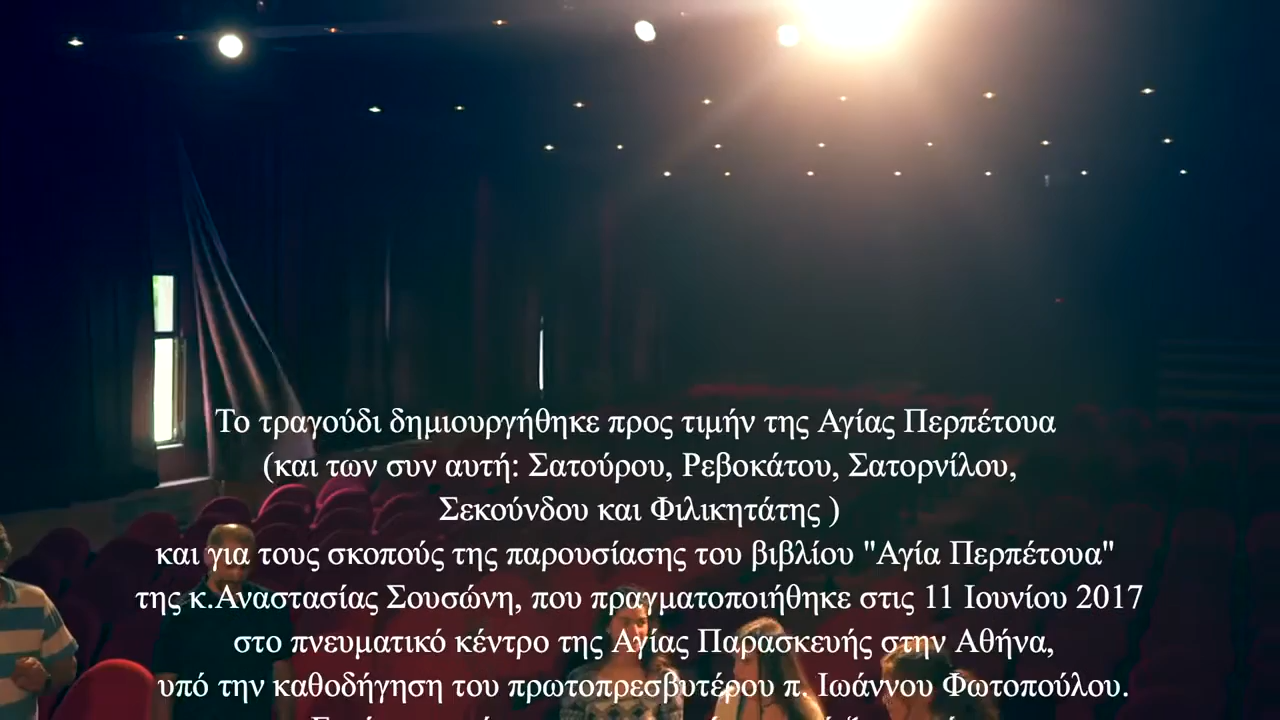 Το τραγούδι δημιουργήθηκε προς τιμήν της Αγίας Περπέτουα
(και των συν αυτή: Σατούρου, Ρεβοκάτου, Σατορνίλου,
Σεκούνδου και Φιλικητάτης )
και για τους σκοπούς της παρουσίασης του βιβλίου "Αγία Περπέτουα"
της κ.Αναστασίας Σουσώνη, που πραγματοποιήθηκε στις 11 Ιουνίου 2017
στο πνευματικό κέντρο της Αγίας Παρασκευής στην Αθήνα,
υπό την καθοδήγηση του πρωτοπρεσβυτέρου π. Ιωάννου Φωτοπούλου.